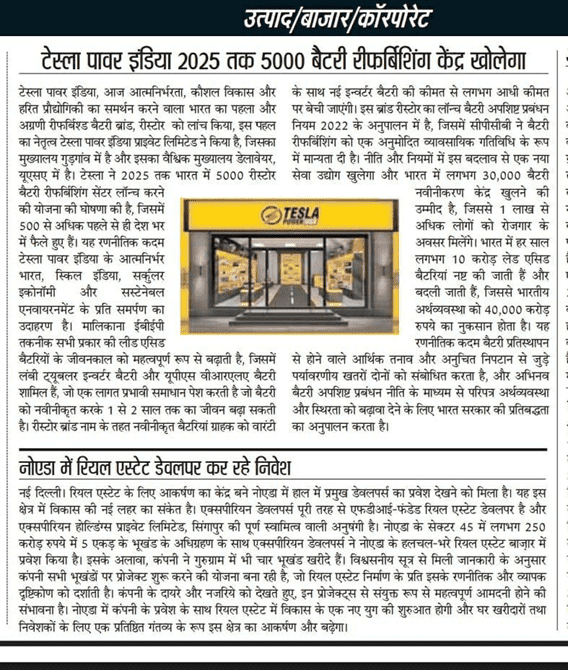 उत्पाद/बाजार/कॉरपोरेट
टेस्ला पावर इंडिया 2025 तक 5000 बैटरी रीफर्बिशिंग केंद्र खोलेगा
टेस्ला पावर इंडिया, आज आत्मनिर्भरता, कौशल विकास और
हरित प्रौद्योगिकी का समर्थन करने वाला भारत का पहला और
अग्रणी रीफर्बिश्ड बैटरी ब्रांड, रीस्टोर को लांच किया, इस पहल
का नेतृत्व टेस्ला पावर इंडिया प्राइवेट लिमिटेड ने किया है, जिसका
मुख्यालय गुड़गांव में है और इसका वैश्विक मुख्यालय डेलावेयर,
यूएसए में है। टेस्ला ने 2025 तक भारत में 5000 रीस्टोर
बैटरी रीफर्बिशिंग सेंटर लॉन्च करने
की योजना की घोषणा की है, जिसमें
500 से अधिक पहले से ही देश भर
में फैले हुए हैं। यह रणनीतिक कदम
टेस्ला पावर इंडिया के आत्मनिर्भर
भारत, स्किल इंडिया, सर्कुलर
इकोनॉमी और सस्टेनेबल
एनवायरनमेंट के प्रति समर्पण का
उदाहरण है। मालिकाना ईबीईपी
तकनीक सभी प्रकार की लीड एसिड
बैटरियों के जीवनकाल को महत्वपूर्ण रूप से बढ़ाता है, जिसमें
लंबी ट्यूबलर इन्वर्टर बैटरी और यूपीएस वीआरएलए बैटरी
शामिल हैं, जो एक लागत प्रभावी समाधान पेश करती है जो बैटरी
को नवीनीकृत करके 1 से 2 साल तक का जीवन बढ़ा सकती
है। रीस्टोर ब्रांड नाम के तहत नवीनीकृत बैटरियां ग्राहक को वारंटी
के साथ नई इन्वर्टर बैटरी की कीमत से लगभग आधी कीमत
पर बेची जाएंगी। इस ब्रांड रीस्टोर का लॉन्च बैटरी अपशिष्ट प्रबंधन
नियम 2022 के अनुपालन में है, जिसमें सीपीसीबी ने बैटरी
रीफर्बिशिंग को एक अनुमोदित व्यावसायिक गतिविधि के रूप
में मान्यता दी है। नीति और नियमों में इस बदलाव से एक नया
सेवा उद्योग खुलेगा और भारत में लगभग 30,000 बैटरी
नवीनीकरण केंद्र खुलने की
उम्मीद है, जिससे 1 लाख से
अधिक लोगों को रोजगार के
अवसर मिलेंगे। भारत में हर साल
लगभग 10 करोड़ लेड एसिड
बैटरियां नष्ट की जाती हैं और
बदली जाती हैं, जिससे भारतीय
अर्थव्यवस्था को 40,000 करोड़
रुपये का नुकसान होता है। यह
रणनीतिक कदम बैटरी प्रतिस्थापन
से होने वाले आर्थिक तनाव और अनुचित निपटान से जुड़े
पर्यावरणीय खतरों दोनों को संबोधित करता है, और अभिनव
बैटरी अपशिष्ट प्रबंधन नीति के माध्यम से परिपत्र अर्थव्यवस्था
और स्थिरता को बढ़ावा देने के लिए भारत सरकार की प्रतिबद्धता
का अनुपालन करता है।
TESLA
POWER
नोएडा में रियल एस्टेट डेवलपर कर रहे निवेश
नई दिल्ली। रियल एस्टेट के लिए आकर्षण का केंद्र बने नोएडा में हाल में प्रमुख डेवलपर्स का प्रवेश देखने को मिला है। यह इस
क्षेत्र में विकास की नई लहर का संकेत है। एक्सपीरियन डेवलपर्स पूरी तरह से एफडीआई-फंडेड रियल एस्टेट डेवलपर है और
एक्सपीरियन होल्डिंग्स प्राइवेट लिमिटेड, सिंगापुर की पूर्ण स्वामित्व वाली अनुषंगी है। नोएडा के सेक्टर 45 में लगभग 250
करोड़ रुपये में 5 एकड़ के भूखंड के अधिग्रहण के साथ एक्सपीरियन डेवलपर्स ने नोएडा के हलचल-भरे रियल एस्टेट बाज़ार में
प्रवेश किया है। इसके अलावा, कंपनी ने गुरुग्राम में भी चार भूखंड खरीदे हैं। विश्वसनीय सूत्र से मिली जानकारी के अनुसार
कंपनी सभी भूखंडों पर प्रोजेक्ट शुरू करने की योजना बना रही है, जो रियल एस्टेट निर्माण के प्रति इसके रणनीतिक और व्यापक
दृष्टिकोण को दर्शाती है। कंपनी के दायरे और नजरिये को देखते हुए, इन प्रोजेक्ट्स से संयुक्त रूप से महत्वपूर्ण आमदनी होने की
संभावना है। नोएडा में कंपनी के प्रवेश के साथ रियल एस्टेट में विकास के एक नए युग की शुरुआत होगी और घर खरीदारों तथा
निवेशकों के लिए एक प्रतिष्ठित गंतव्य के रूप इस क्षेत्र का आकर्षण और बढ़ेगा।